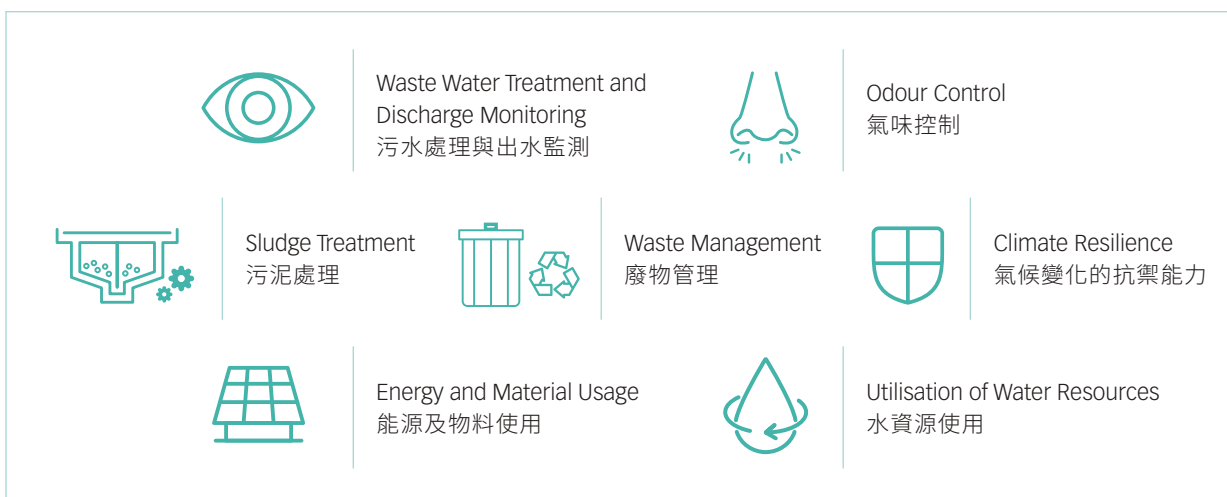 Waste Water Treatment and
Discharge Monitoring
污水處理與出水監測
Odour Control
氣味控制
Sludge Treatment
污泥處理
Waste Management
廢物管理
Climate Resilience
氣候變化的抗禦能力
Energy and Material Usage
能源及物料使用
Utilisation of Water Resources
水資源使用